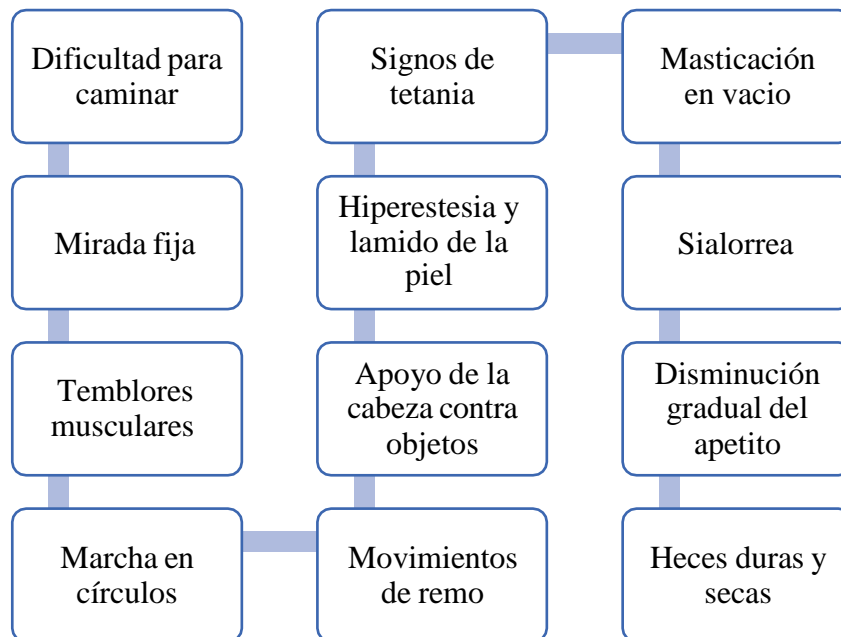 Dificultad para
caminar
Mirada fija
Temblores
musculares
Marcha en
círculos
Movimientos
de remo
Apoyo de la
cabeza contra
objetos
Hiperestesia y
lamido de la
piel
Signos de
tetania
Masticación
en vacio
Sialorrea
Disminución
gradual del
apetito
Heces duras y
secas